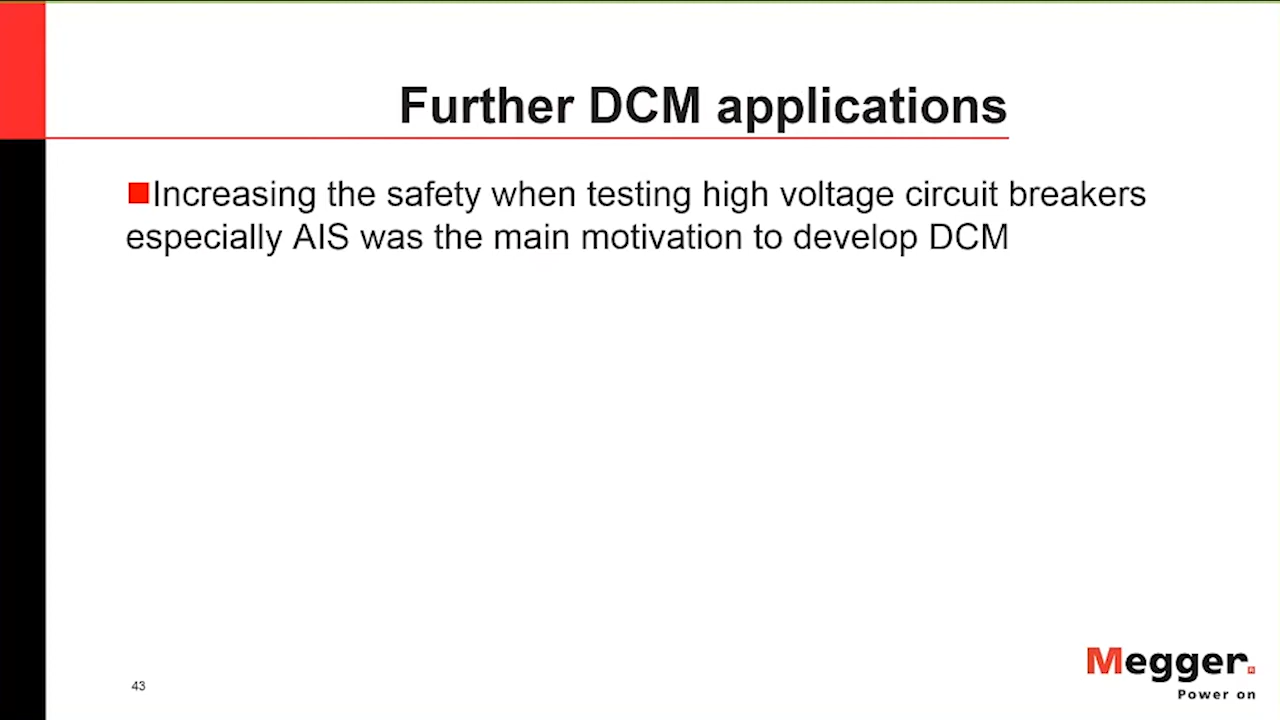 Further DCM applications
Increasing the safety when testing high voltage circuit breakers
especially AIS was the main motivation to develop DCM
43
Megger.
Power on